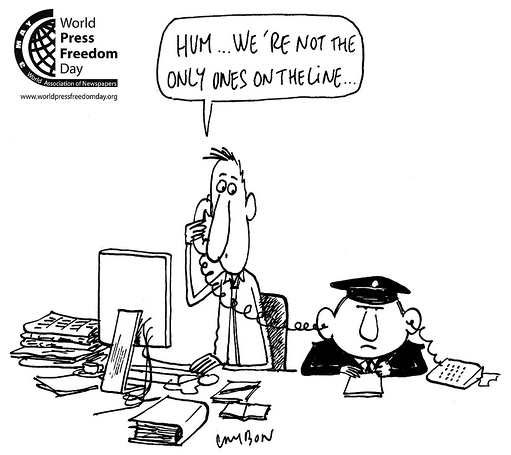 World
Press
Freedom
Day
3 MAY
World Association of Newspapers
www.worldpressfreedomday.org
HUM...WE'RE NOT THE
ONLY ONES ON THE LINE...